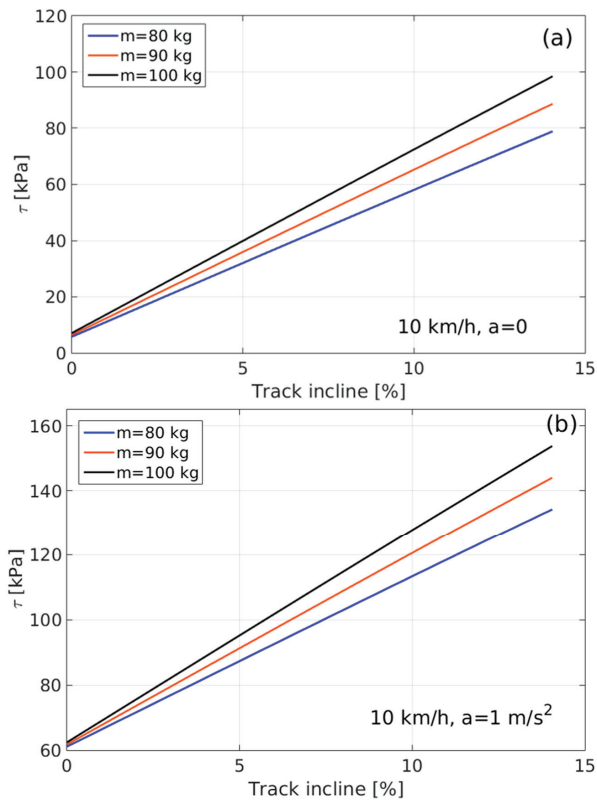 120
100
80
60
40
20
0
τ [kPa]
m=80 kg
m=90 kg
m=100 kg
(a)
10 km/h, a=0
0 5 10 15
Track incline [%]
160
140
120
100
80
60
τ [kPa]
m=80 kg
m=90 kg
m=100 kg
(b)
10 km/h, a=1 m/s²
0 5 10 15
Track incline [%]